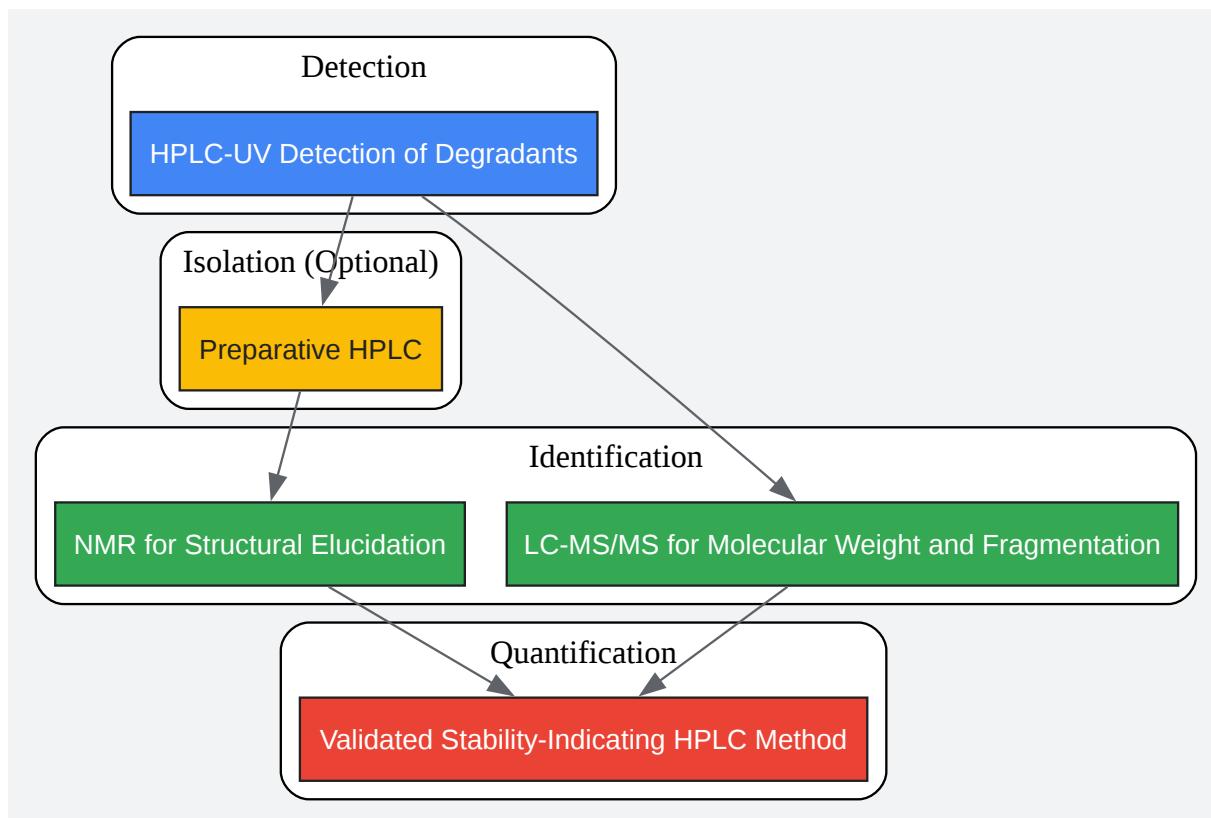 Detection
HPLC-UV Detection of Degradants
Isolation (Optional)
Preparative HPLC
Identification
NMR for Structural Elucidation
LC-MS/MS for Molecular Weight and Fragmentation
Quantification
Validated Stability-Indicating HPLC Method